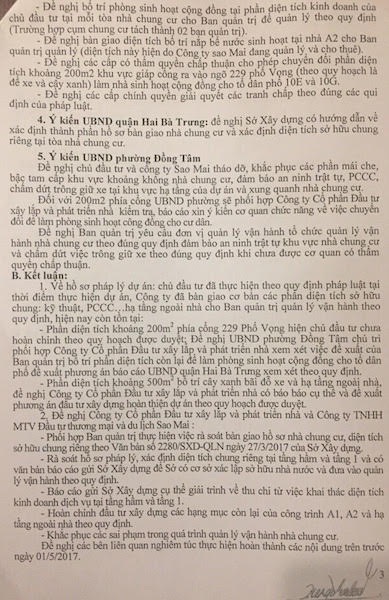 - Đề nghị bố trí phòng sinh hoạt cộng đồng tại phần diện tích kinh doanh của
chủ đầu tư tại mỗi tòa nhà chung cư cho Ban quản trị để quản lý theo quy định
(Trường hợp cụm chung cư tách thành 02 ban quản trị).
- Đề nghị bàn giao diện tích bố trí nắp bể nước sinh hoạt tại nhà A2 cho Ban
quản trị quản lý (diện tích này hiện do Công ty sao Mai đang quản lý và cho thuê).
- Đề nghị các cấp có thẩm quyền chấp thuận cho phép chuyển đổi phần diện
tích khoảng 200m2 khu vực giáp cổng ra vào ngõ 229 phố Vọng (theo quy hoạch là
để xe và cây xanh) làm nhà sinh hoạt cộng đồng cho tổ dân phố 10E và 10G.
- Đề nghị các cấp chính quyền giải quyết các tranh chấp theo đúng các qui
định của pháp luật.
4. Ý kiến UBND quận Hai Bà Trưng: đề nghị Sở Xây dựng có hướng dẫn về
xác định thành phần hồ sơ bàn giao nhà chung cư và xác định diện tích sở hữu chung
riêng tại tòa nhà chung cư.
5. Ý kiến UBND phường Đồng Tâm
Đề nghị chủ đầu tư và công ty Sao Mai tháo dỡ, khắc phục các phần mái che,
bậc tam cấp khu vực khoảng không nhà chung cư, đảm bảo an ninh trật tự, PCCC,
chấm dứt trông giữ xe tại khu vực hạ tầng của dự án và xung quanh nhà chung cư.
Đối với 200m2 phía cổng UBND phường sẽ phối hợp Công ty Cổ Phần Đầu tư
xây lắp và phát triển nhà kiểm tra, báo cáo xin ý kiến cơ quan chức năng về việc chuyển
đổi để làm phòng sinh hoạt cộng đồng cho cư dân.
Đề nghị Ban quản trị yêu cầu đơn vị quản lý vận hành tổ chức quản lý vận
hành nhà chung cư theo đúng quy định đảm bảo an ninh trật tự khu vực nhà chung cư
và chấm dứt việc trông giữ xe theo đúng quy định khi chưa được cơ quan có thẩm
quyền chấp thuận.
B. Kết luận:
1. Về hồ sơ pháp lý dự án: chủ đầu tư đã thực hiện theo quy định pháp luật tại
thời điểm thực hiện dự án, Công ty đã bàn giao cơ bản các phần diện tích sở hữu
chung: kỹ thuật, PCCC…hạ tầng ngoài nhà cho Ban quản trị quản lý vận hành theo
quy định, hiện nay còn tồn tại:
- Phần diện tích khoảng 200m² phía cổng 229 Phố Vọng hiện chủ đầu tư chưa
hoàn chỉnh theo quy hoạch được duyệt; Đề nghị UBND phường Đồng Tâm chủ trì
phối hợp Công ty Cổ Phần Đầu tư xây lắp và phát triển nhà xem xét việc đề xuất của
Ban quản trị bố trí phần diện tích còn lại để làm phòng sinh hoạt cộng đồng cho tổ dân
phố đề xuất phương án báo cáo UBND quận Hai Bà Trưng xem xét theo quy định.
- Phần diện tích khoảng 500m² bố trí cây xanh bãi đỗ xe và hạ tầng ngoài nhà,
đề nghị Công ty Cổ Phần Đầu tư xây lắp và phát triển nhà có báo cáo cụ thể và đề xuất
phương án đầu tư xây dựng hoàn thiện dự án theo quy hoạch được duyệt.
2. Đề nghị Công ty Cổ Phần Đầu tư xây lắp và phát triển nhà và Công ty TNHH
MTV Đầu tư thương mại và du lịch Sao Mai :
- Phối hợp Ban quản trị thực hiện việc rà soát bàn giao hồ sơ nhà chung cư, diện tích
sở hữu chung riêng theo Văn bản số 2280/SXD-QLN ngày 27/3/2017 của Sở Xây dựng.
- Rà soát hồ sơ pháp lý, xác định diện tích chung riêng tại tầng hầm và tầng 1 và có
văn bản báo cáo gửi Sở Xây dựng để Sở có cơ sở xác lập sở hữu nhà nước và đưa vào quản
lý vận hành theo quy định.
- Báo cáo gửi Sở Xây dựng cụ thể giải trình về thu chi từ việc khai thác diện tích
kinh doanh dịch vụ tại tầng hầm và tầng 1.
- Hoàn chỉnh đầu tư xây dựng các hạng mục còn lại của công trình A1, A2 và hạ
tầng ngoài nhà theo quy định.
- Khắc phục các sai phạm trong quá trình quản lý vận hành nhà chung cư.
Đề nghị các bên liên quan nghiêm túc thực hiện hoàn thành các nội dung trên trước
ngày 01/5/2017.
3